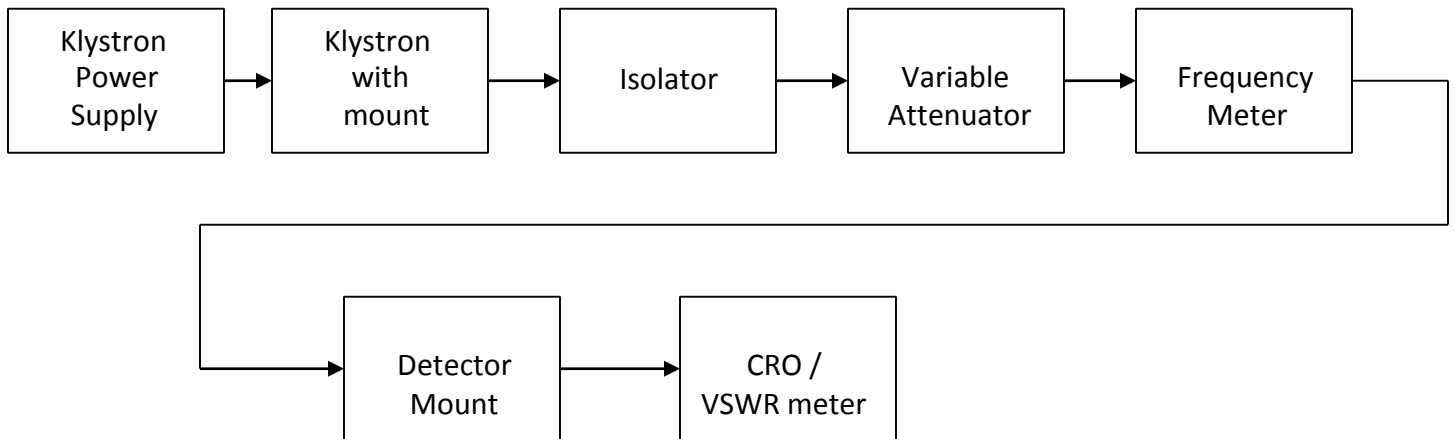 Klystron
Power
Supply
Klystron
with
mount
Isolator
Variable
Attenuator
Frequency
Meter
Detector
Mount
CRO /
VSWR meter